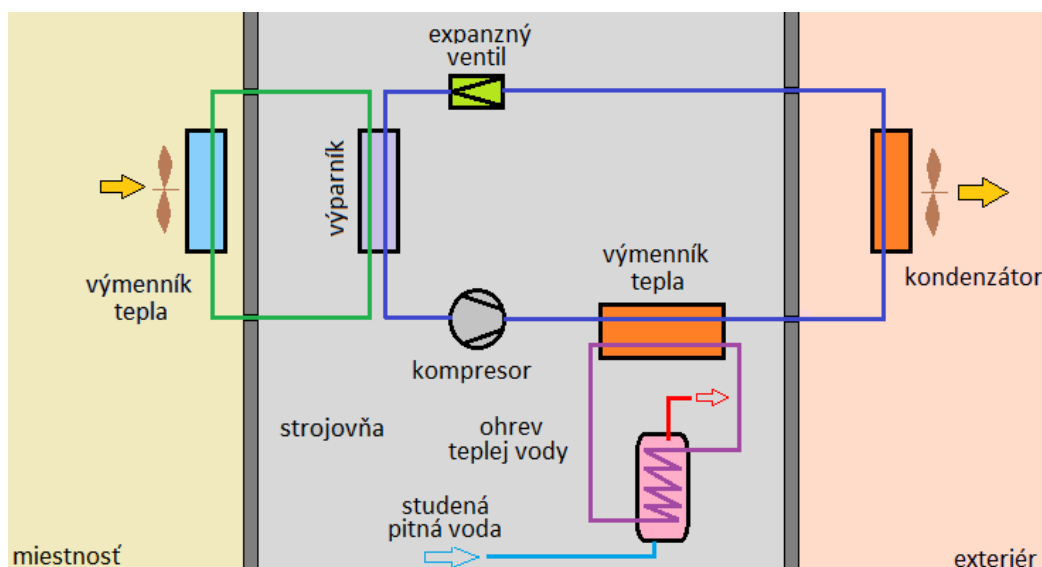 expanzný
ventil
výparník
výmenník
tepla
výmenník
tepla
kondenzátor
kompresor
strojovňa
ohrev
teplej vody
studená
pitná voda
miestnosť
exteriér